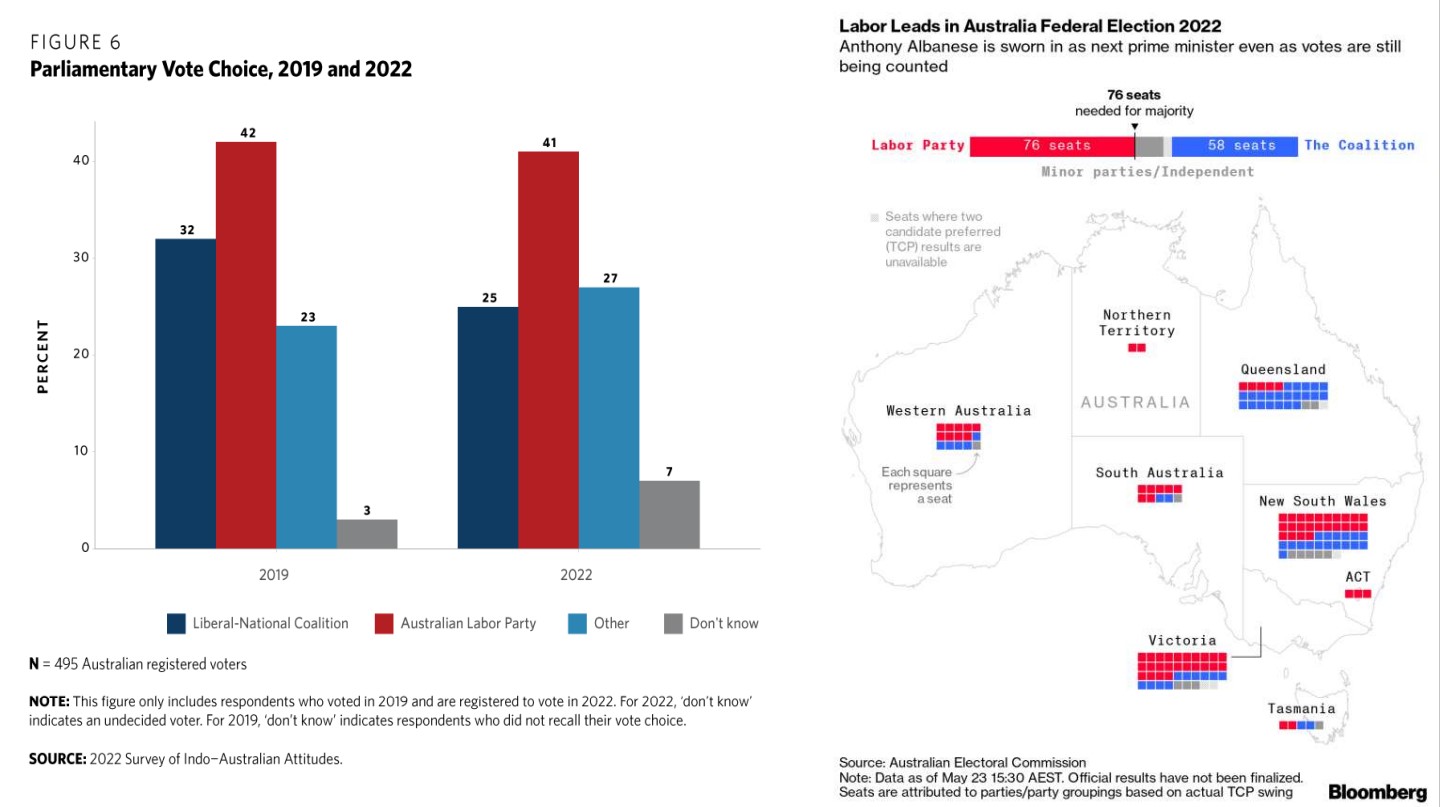 FIGURE 6
Parliamentary Vote Choice, 2019 and 2022
PERCENT
40
30
20
10
0
32
42
23
3
25
41
27
7
2019
2022
Liberal-National Coalition
Australian Labor Party
Other
Don't know
N = 495 Australian registered voters
NOTE: This figure only includes respondents who voted in 2019 and are registered to vote in 2022. For 2022, ‘don’t know’
indicates an undecided voter. For 2019, ‘don’t know’ indicates respondents who did not recall their vote choice.
SOURCE: 2022 Survey of Indo–Australian Attitudes.
Labor Leads in Australia Federal Election 2022
Anthony Albanese is sworn in as next prime minister even as votes are still
being counted
76 seats
needed for majority
Labor Party
76 seats
58 seats
The Coalition
Minor parties/Independent
Seats where two
candidate preferred
(TCP) results are
unavailable
Northern
Territory
Queensland
AUSTRALIA
Western Australia
Each square
represents
a seat
South Australia
New South Wales
ACT
Victoria
Tasmania
Source: Australian Electoral Commission
Note: Data as of May 23 15:30 AEST. Official results have not been finalized.
Seats are attributed to parties/party groupings based on actual TCP swing
Bloomberg